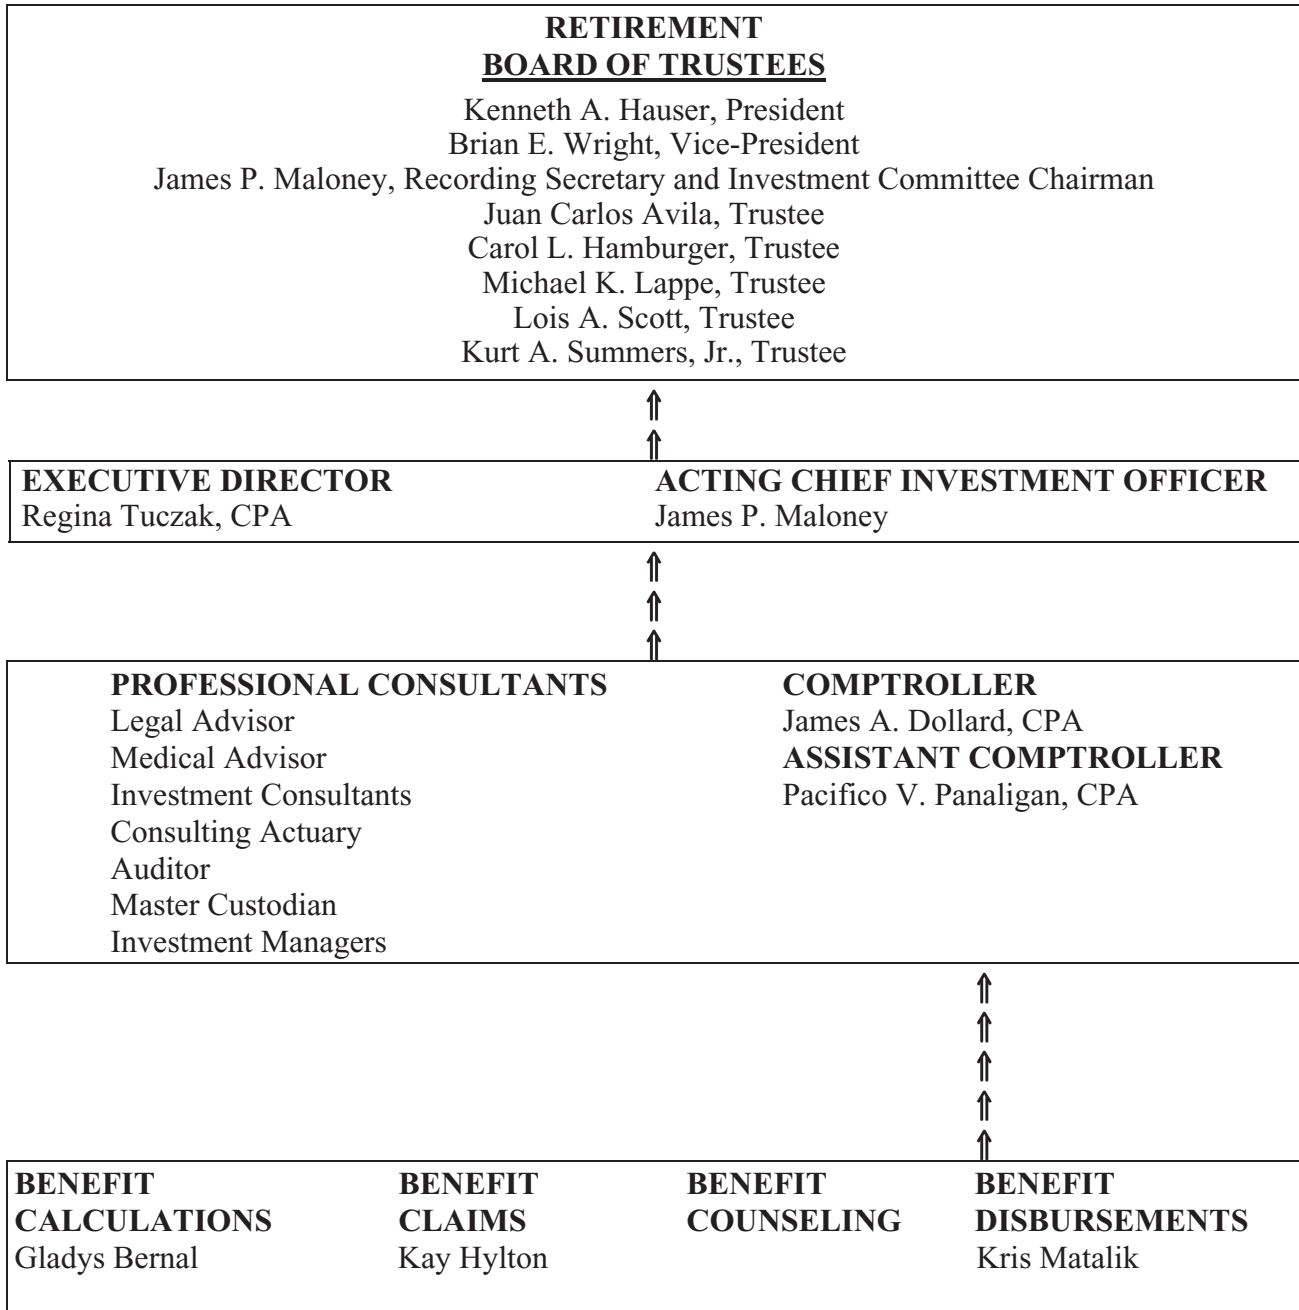 RETIREMENT
BOARD OF TRUSTEES
Kenneth A. Hauser, President
Brian E. Wright, Vice-President
James P. Maloney, Recording Secretary and Investment Committee Chairman
Juan Carlos Avila, Trustee
Carol L. Hamburger, Trustee
Michael K. Lappe, Trustee
Lois A. Scott, Trustee
Kurt A. Summers, Jr., Trustee
⇑
⇑
EXECUTIVE DIRECTOR
Regina Tuczak, CPA
ACTING CHIEF INVESTMENT OFFICER
James P. Maloney
⇑
⇑
⇑
PROFESSIONAL CONSULTANTS
Legal Advisor
Medical Advisor
Investment Consultants
Consulting Actuary
Auditor
Master Custodian
Investment Managers
COMPTROLLER
James A. Dollard, CPA
ASSISTANT COMPTROLLER
Pacifico V. Panaligan, CPA
⇑
⇑
⇑
⇑
⇑
BENEFIT
CALCULATIONS
Gladys Bernal
BENEFIT
CLAIMS
Kay Hylton
BENEFIT
COUNSELING
BENEFIT
DISBURSEMENTS
Kris Matalik